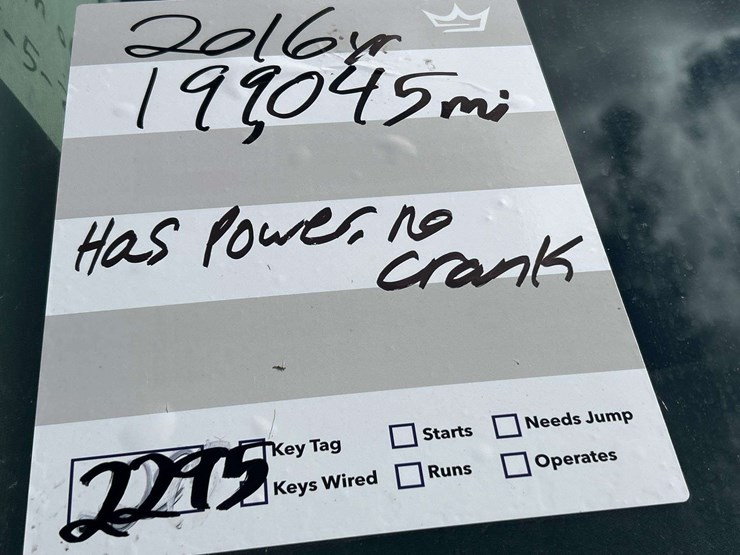 2016yr
199,045mi
Has Power, no
crank
2295
Key Tag
Keys Wired
Starts
Runs
Needs Jump
Operates